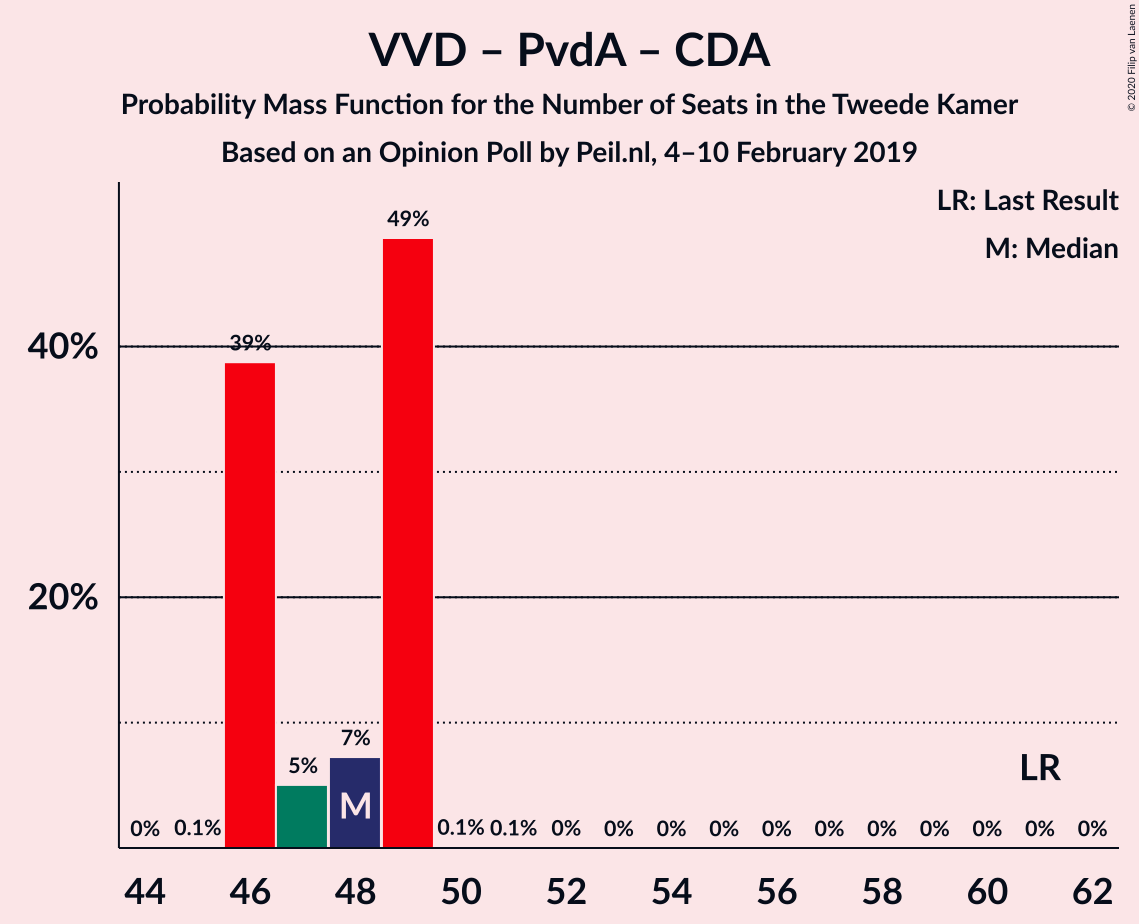 VVD – PvdA – CDA
Probability Mass Function for the Number of Seats in the Tweede Kamer
Based on an Opinion Poll by Peil.nl, 4–10 February 2019
© 2020 Filip van Laenen
LR: Last Result
M: Median
49%
40%
39%
20%
7%
5%
LR
M
0% 0.1% 0.1% 0.1% 0% 0% 0% 0% 0% 0% 0% 0% 0% 0% 0%
44 46 48 50 52 54 56 58 60 62